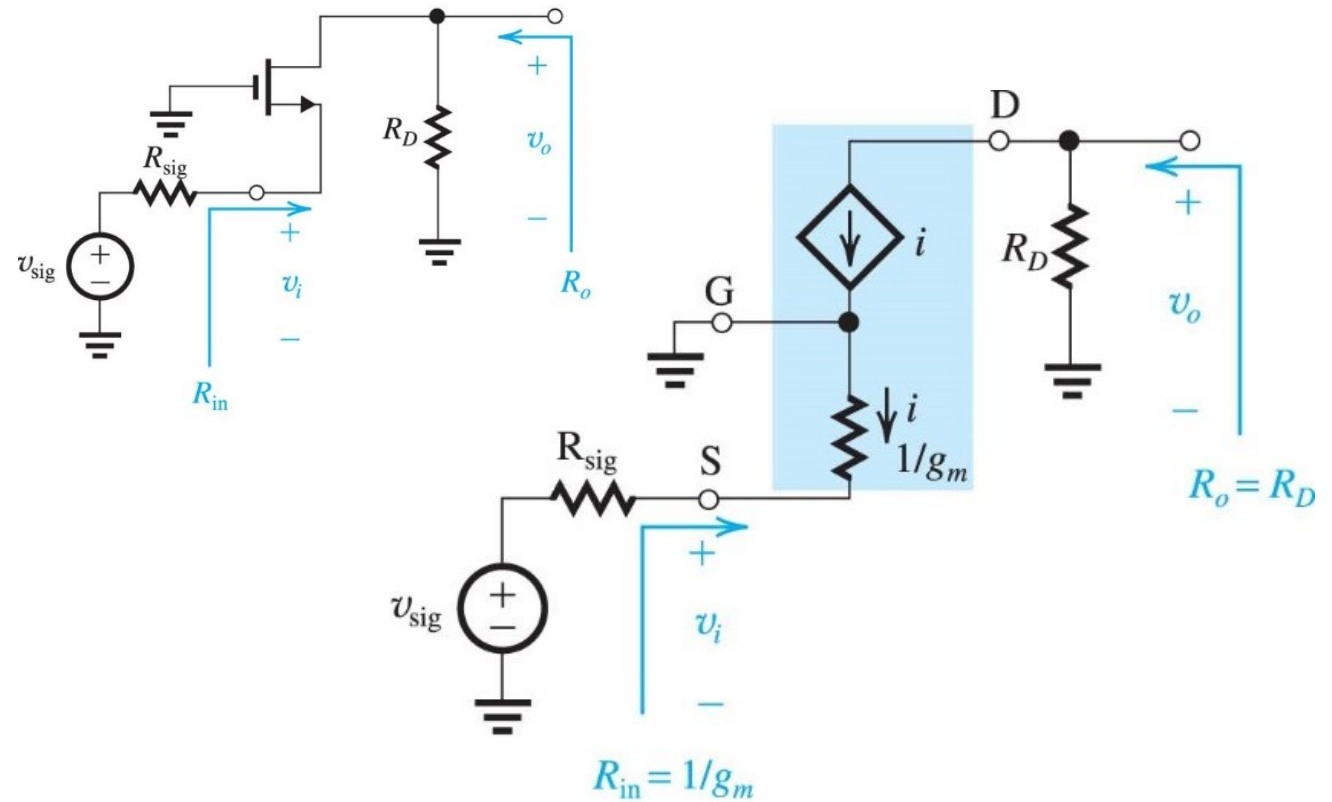 R_D
+
v_o
−
R_o
R_sig
v_sig
+
−
+
v_i
−
R_in
D
i
G
R_D
+
v_o
−
R_o = R_D
i
1/g_m
R_sig
S
v_sig
+
−
+
v_i
−
R_in = 1/g_m